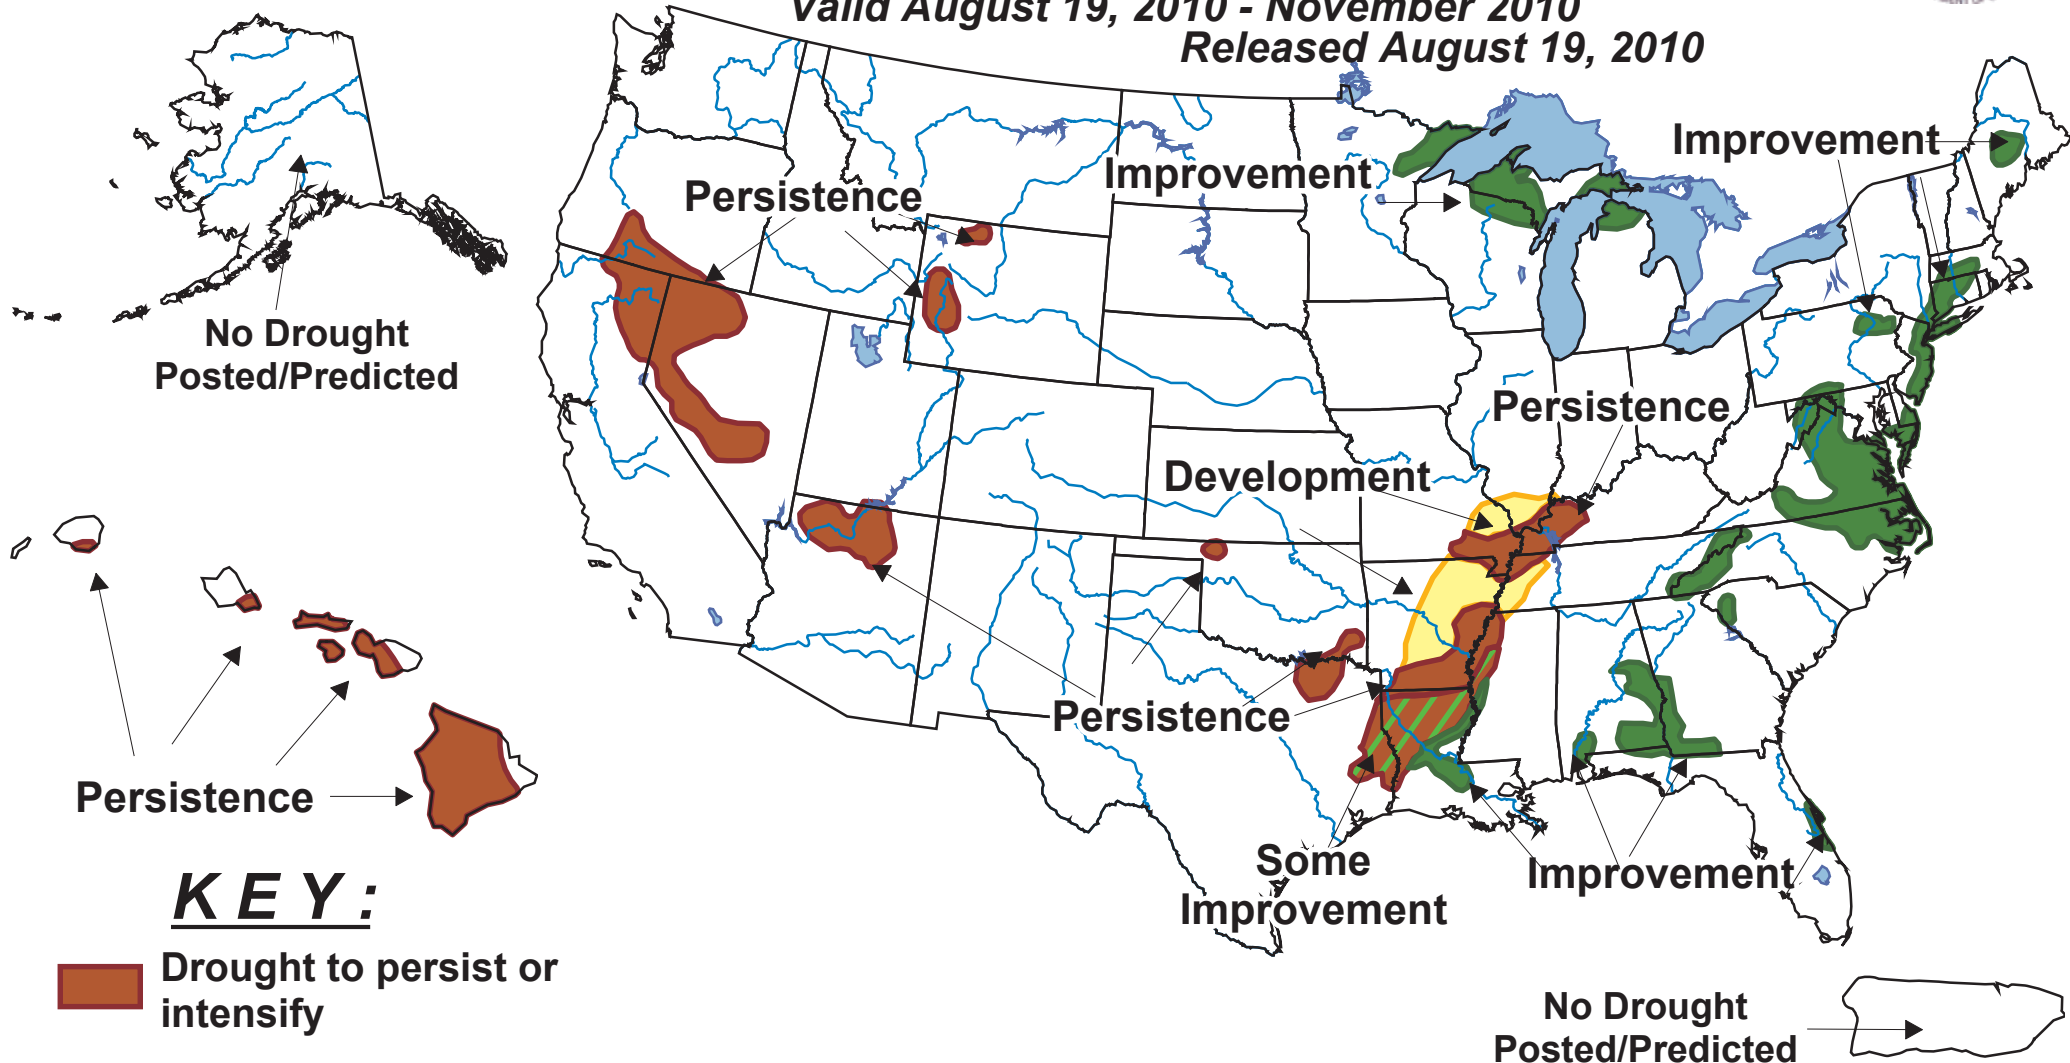 Valid August 19, 2010 - November 2010
Released August 19, 2010
Improvement
Improvement
Persistence
No Drought
Posted/Predicted
Persistence
Development
Persistence
Persistence
Some
Improvement
Improvement
KEY:
Drought to persist or
intensify
No Drought
Posted/Predicted